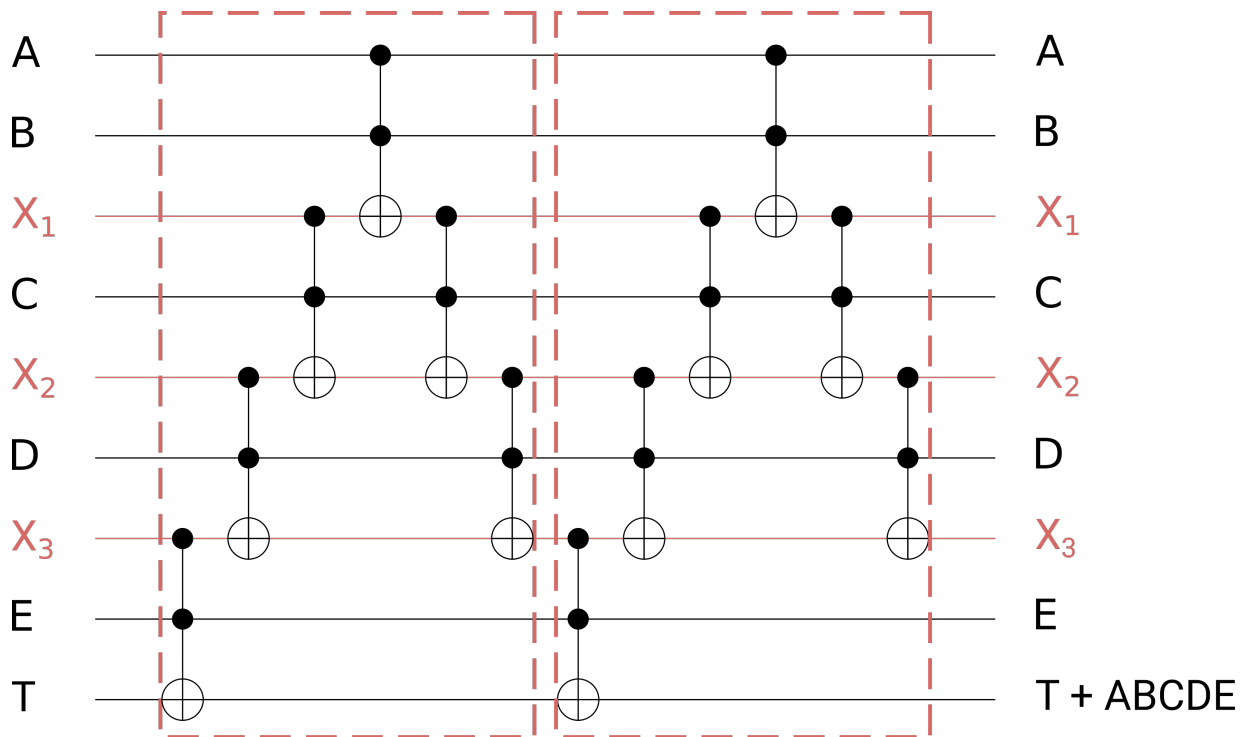 A A
B B
X₁ X₁
C C
X₂ X₂
D D
X₃ X₃
E E
T T + ABCDE